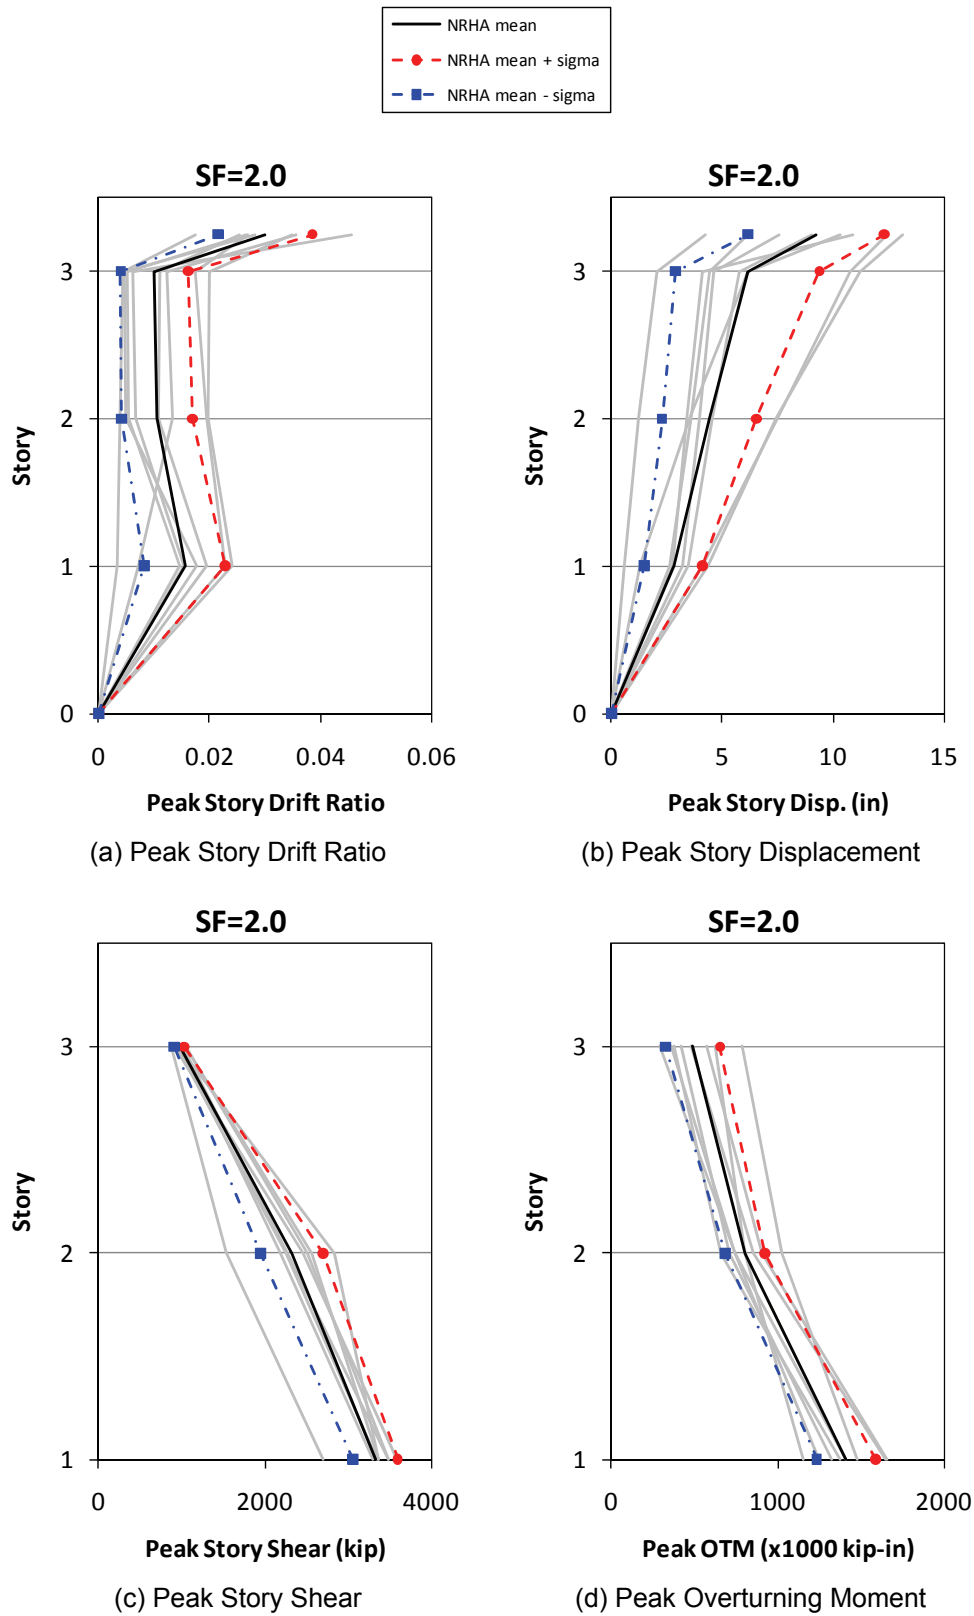 NRHA mean
NRHA mean + sigma
NRHA mean - sigma
SF=2.0
3
2
1
0
Story
0 0.02 0.04 0.06
Peak Story Drift Ratio
(a) Peak Story Drift Ratio
SF=2.0
3
2
1
0
Story
0 5 10 15
Peak Story Disp. (in)
(b) Peak Story Displacement
SF=2.0
3
2
1
Story
0 2000 4000
Peak Story Shear (kip)
(c) Peak Story Shear
SF=2.0
3
2
1
Story
0 1000 2000
Peak OTM (x1000 kip-in)
(d) Peak Overturning Moment